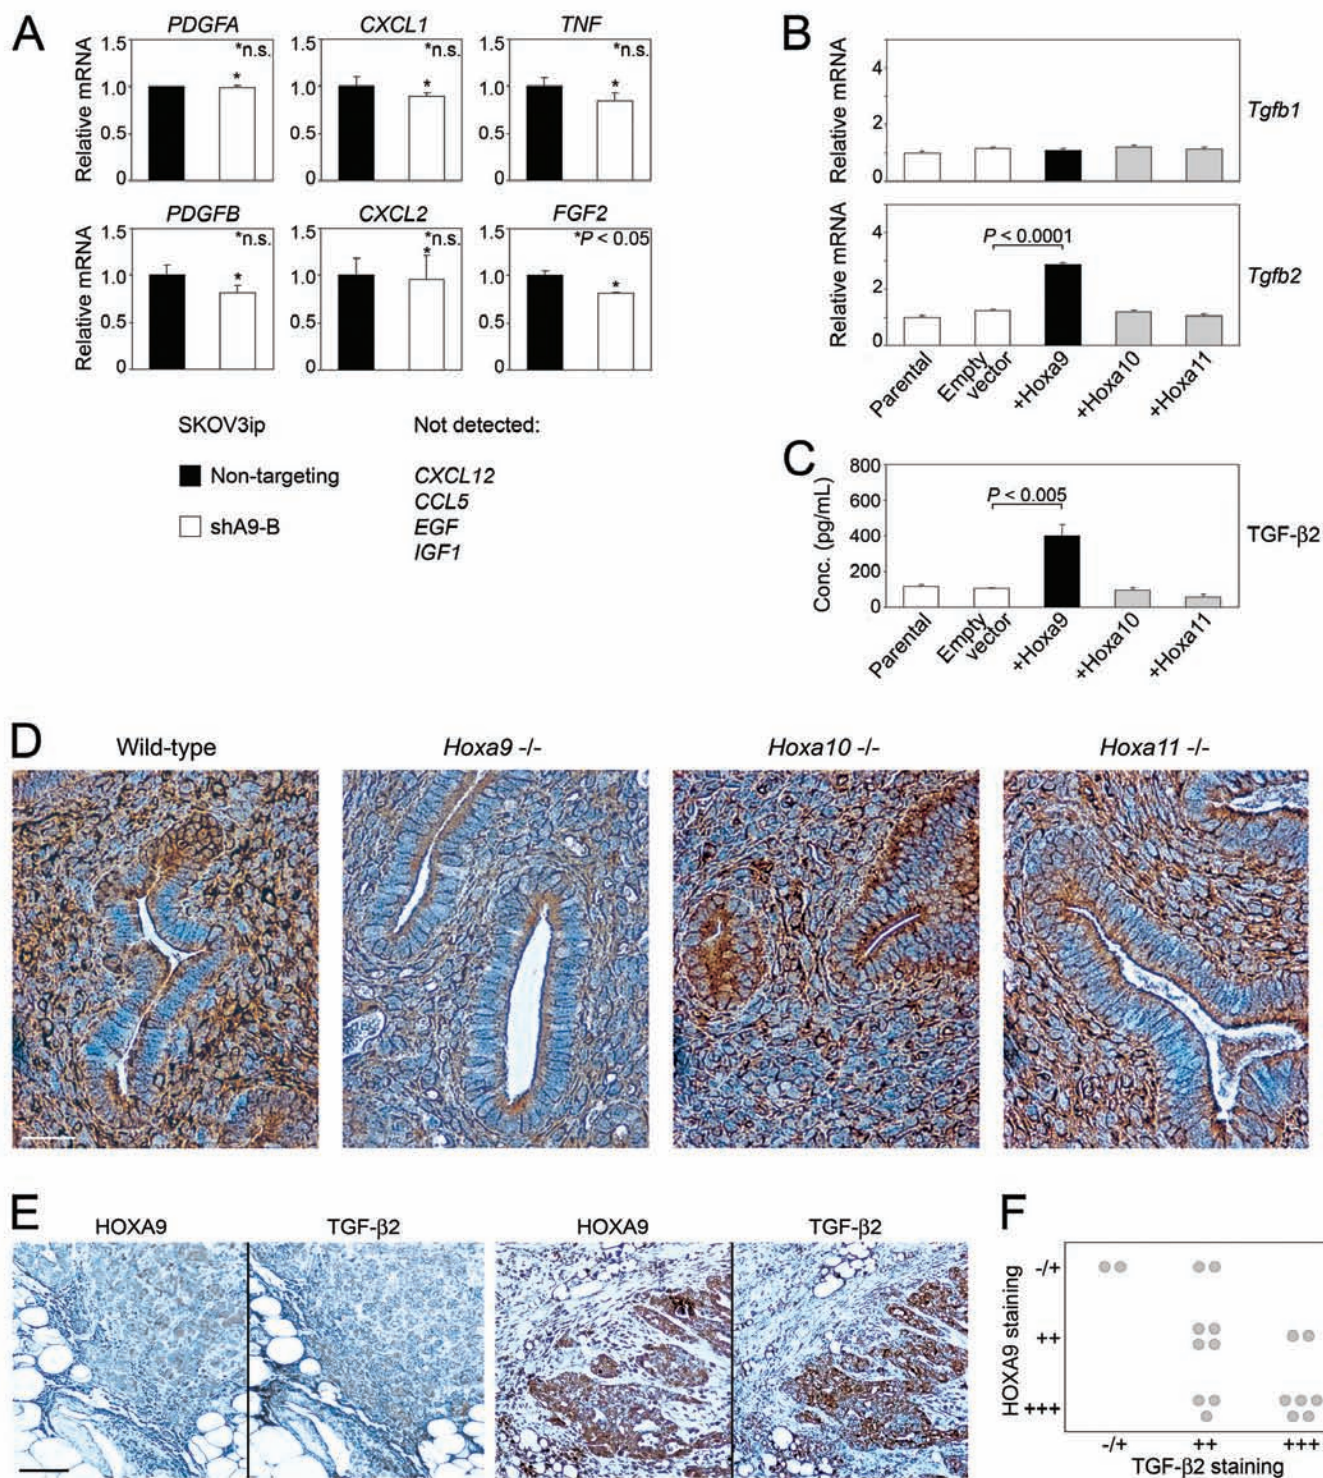 A
PDGFA CXCL1 TNF
Relative mRNA
1.5 1.0 0.5 0
*n.s. *n.s. *n.s.
* * *
PDGFB CXCL2 FGF2
Relative mRNA
1.5 1.0 0.5 0
*n.s. *n.s. *P < 0.05
* * *
SKOV3ip
Non-targeting
shA9-B
Not detected:
CXCL12
CCL5
EGF
IGF1
B
Relative mRNA
4 2 0
Tgfb1
Relative mRNA
4 2 0
P < 0.0001
Tgfb2
Parental
Empty
vector
+Hoxa9
+Hoxa10
+Hoxa11
C
Conc. (pg/mL)
800
600
400
200
0
P < 0.005
TGF-β2
Parental
Empty
vector
+Hoxa9
+Hoxa10
+Hoxa11
D
Wild-type Hoxa9 -/- Hoxa10 -/- Hoxa11 -/-
E
HOXA9 TGF-β2 HOXA9 TGF-β2
F
HOXA9 staining
-/+
++
+++
-/+ ++ +++
TGF-β2 staining